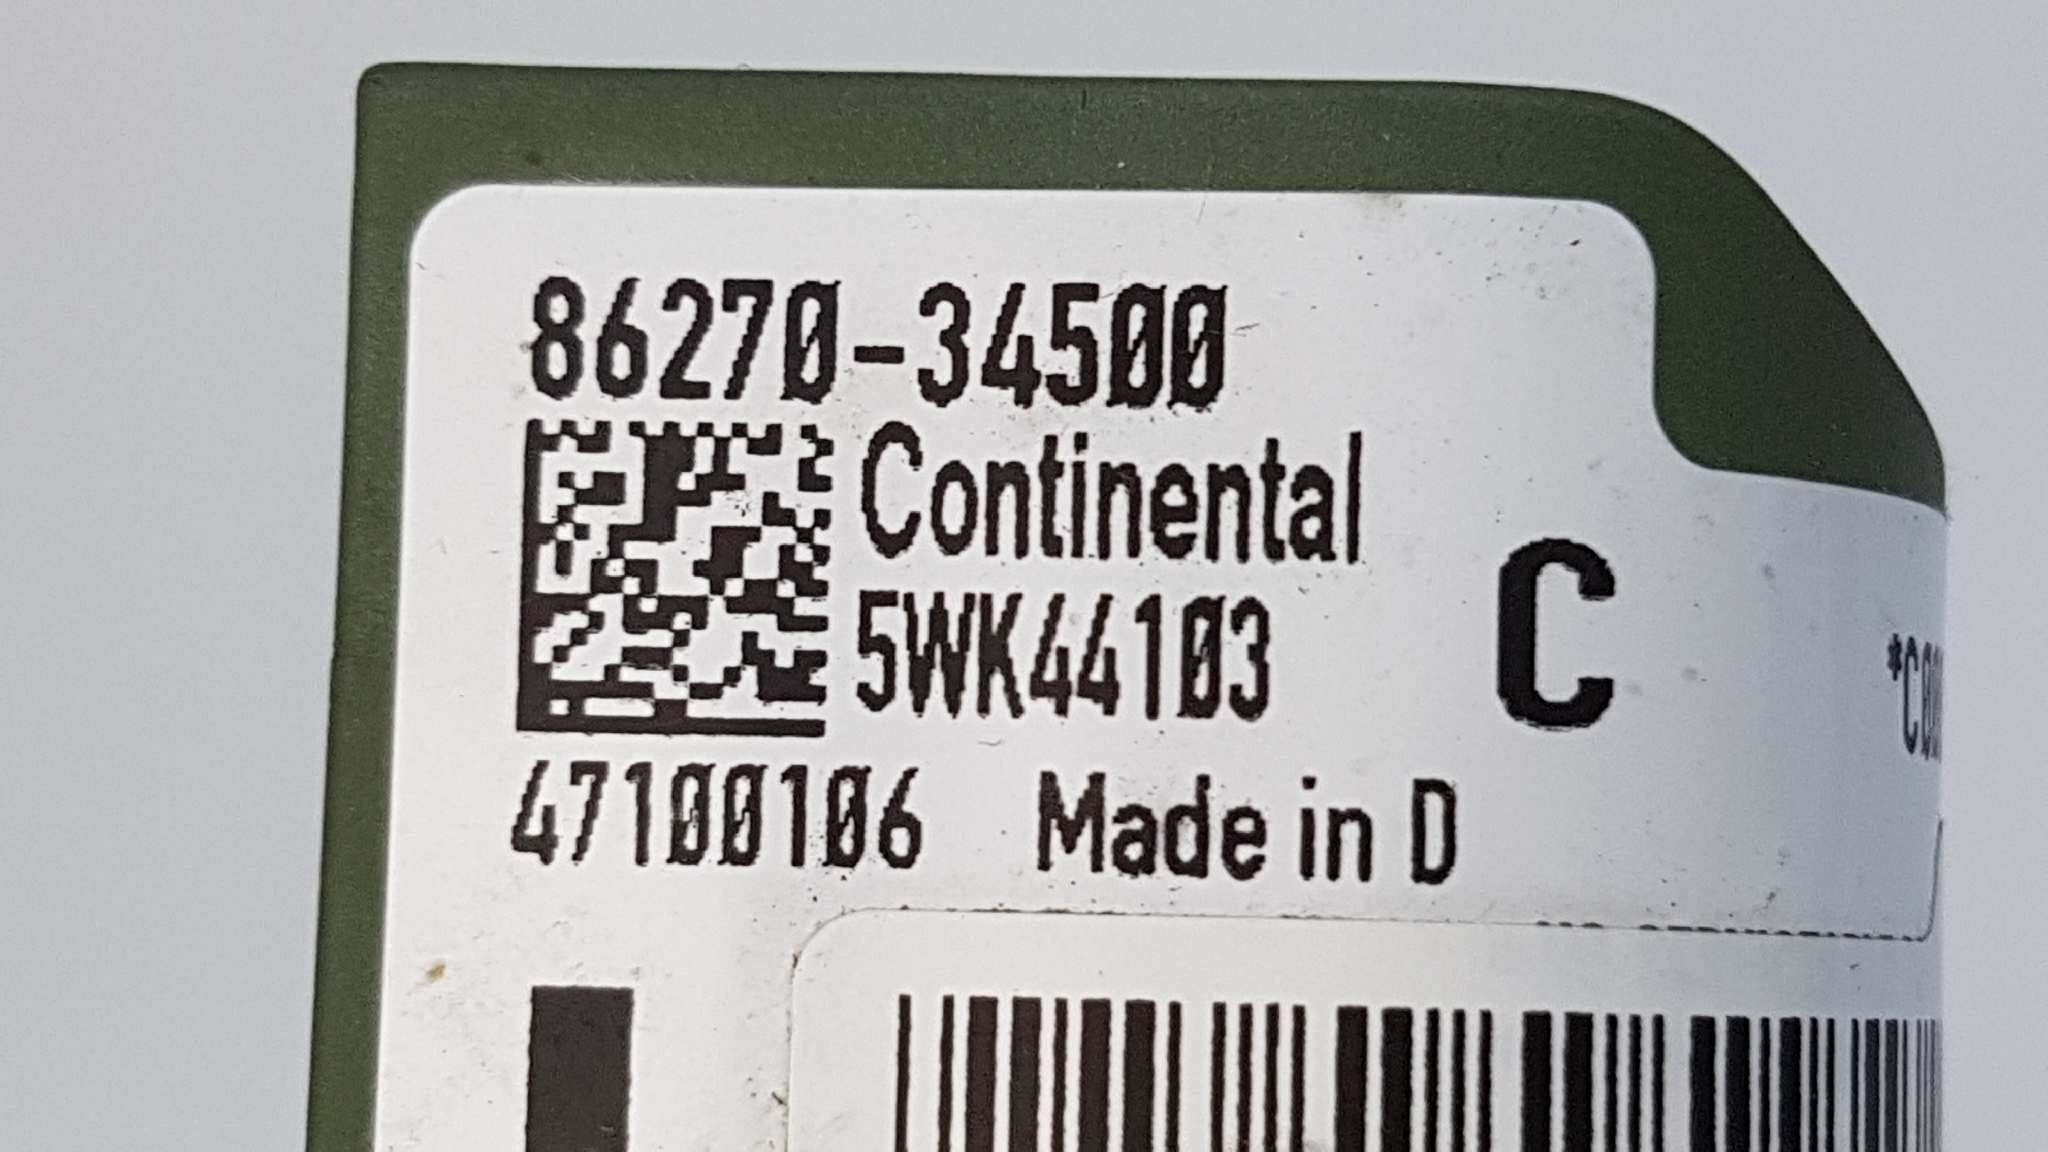 86270-34500
Continental
5WK44103
C
47100106 Made in D